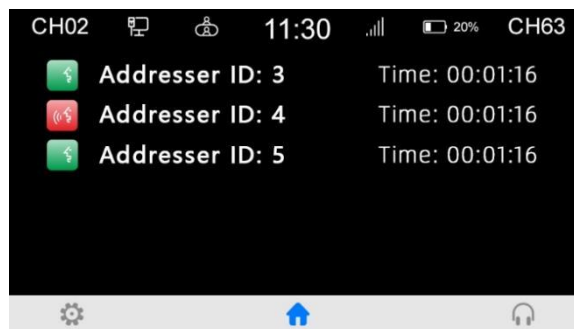 CH02 11:30 20% CH63
Addresser ID: 3 Time: 00:01:16
Addresser ID: 4 Time: 00:01:16
Addresser ID: 5 Time: 00:01:16